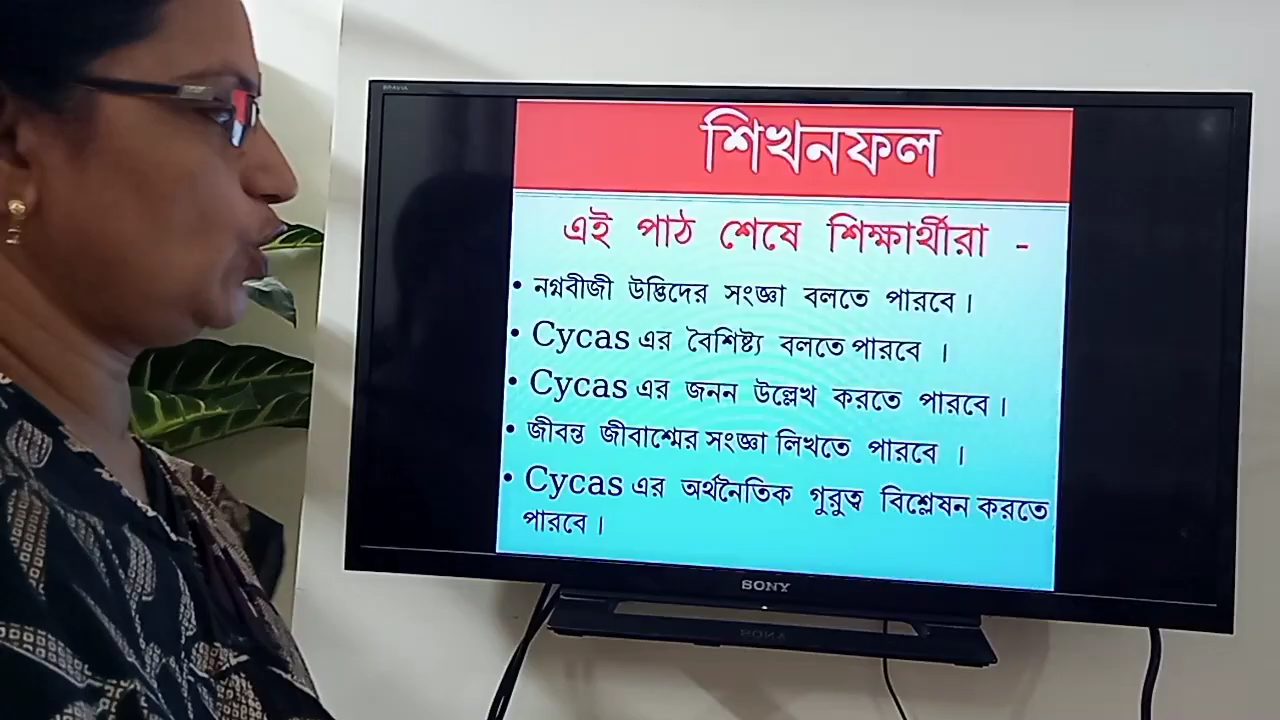 BRAVIA
শিখনফল
এই পাঠ শেষে শিক্ষার্থীরা -
• নগ্নবীজী উদ্ভিদের সংজ্ঞা বলতে পারবে।
• Cycas এর বৈশিষ্ট্য বলতে পারবে ।
• Cycas এর জনন উল্লেখ করতে পারবে।
• জীবন্ত জীবাশ্মের সংজ্ঞা লিখতে পারবে ।
• Cycas এর অর্থনৈতিক গুরুত্ব বিশ্লেষন করতে
পারবে।
SONY